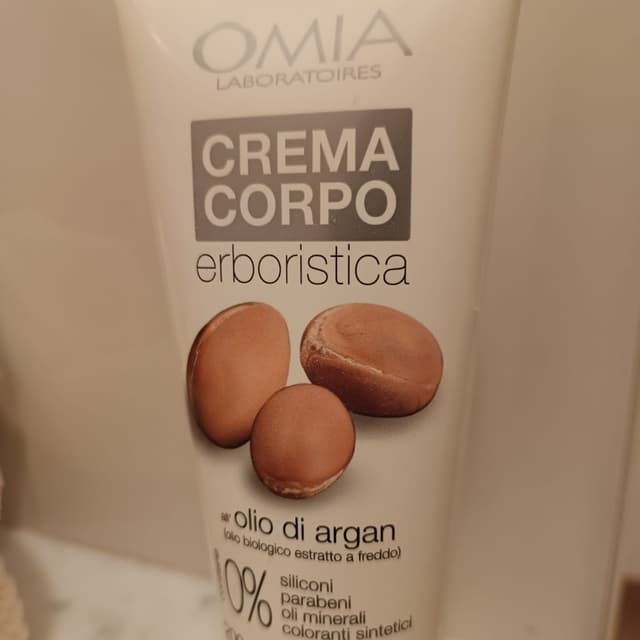 OMIA
LABORATOIRES
CREMA
CORPO
erboristica
all' olio di argan
(olio biologico estratto a freddo)
0%
siliconi
parabeni
oli minerali
coloranti sintetici